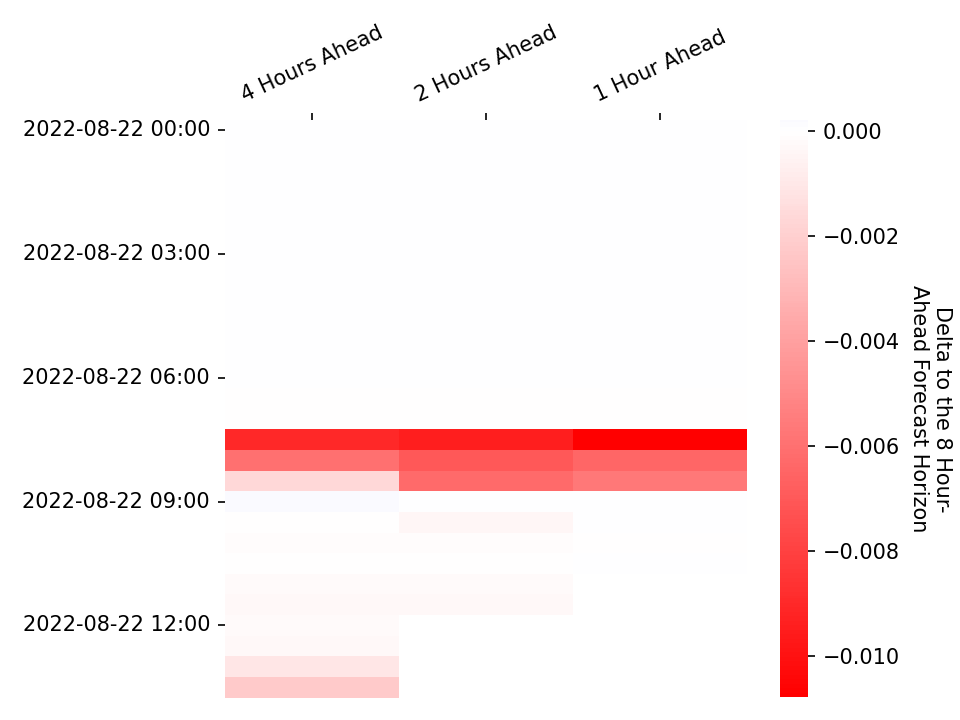 4 Hours Ahead
2 Hours Ahead
1 Hour Ahead
2022-08-22 00:00
2022-08-22 03:00
2022-08-22 06:00
2022-08-22 09:00
2022-08-22 12:00
0.000
−0.002
−0.004
−0.006
−0.008
−0.010
Delta to the 8 Hour-
Ahead Forecast Horizon